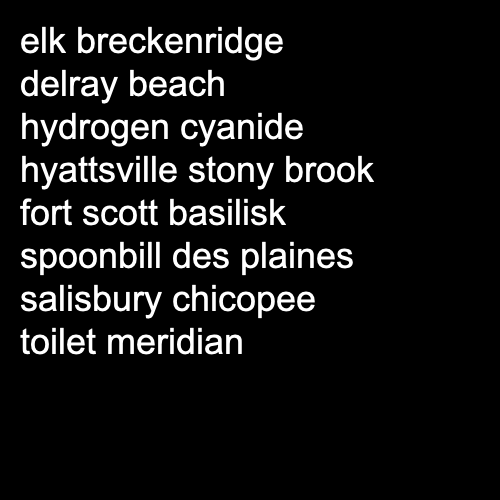 elk breckenridge
delray beach
hydrogen cyanide
hyattsville stony brook
fort scott basilisk
spoonbill des plaines
salisbury chicopee
toilet meridian